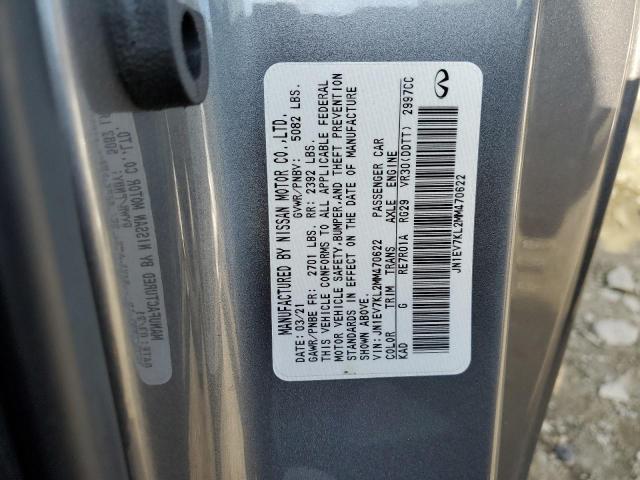 MANUFACTURED BY NISSAN MOTOR CO.,LTD.
DATE: 03/21 GVWR/PNBV: 5082 LBS.
GAWR/PNBE FR: 2701 LBS. RR: 2392 LBS.
THIS VEHICLE CONFORMS TO ALL APPLICABLE FEDERAL
MOTOR VEHICLE SAFETY, BUMPER, AND THEFT PREVENTION
STANDARDS IN EFFECT ON THE DATE OF MANUFACTURE
SHOWN ABOVE.
VIN: JN1EV7KL2MM470622 PASSENGER CAR
COLOR TRIM TRANS AXLE ENGINE
KAD G RE7R01A RG29 VR30(DDTT) 2997CC
JN1EV7KL2MM470622